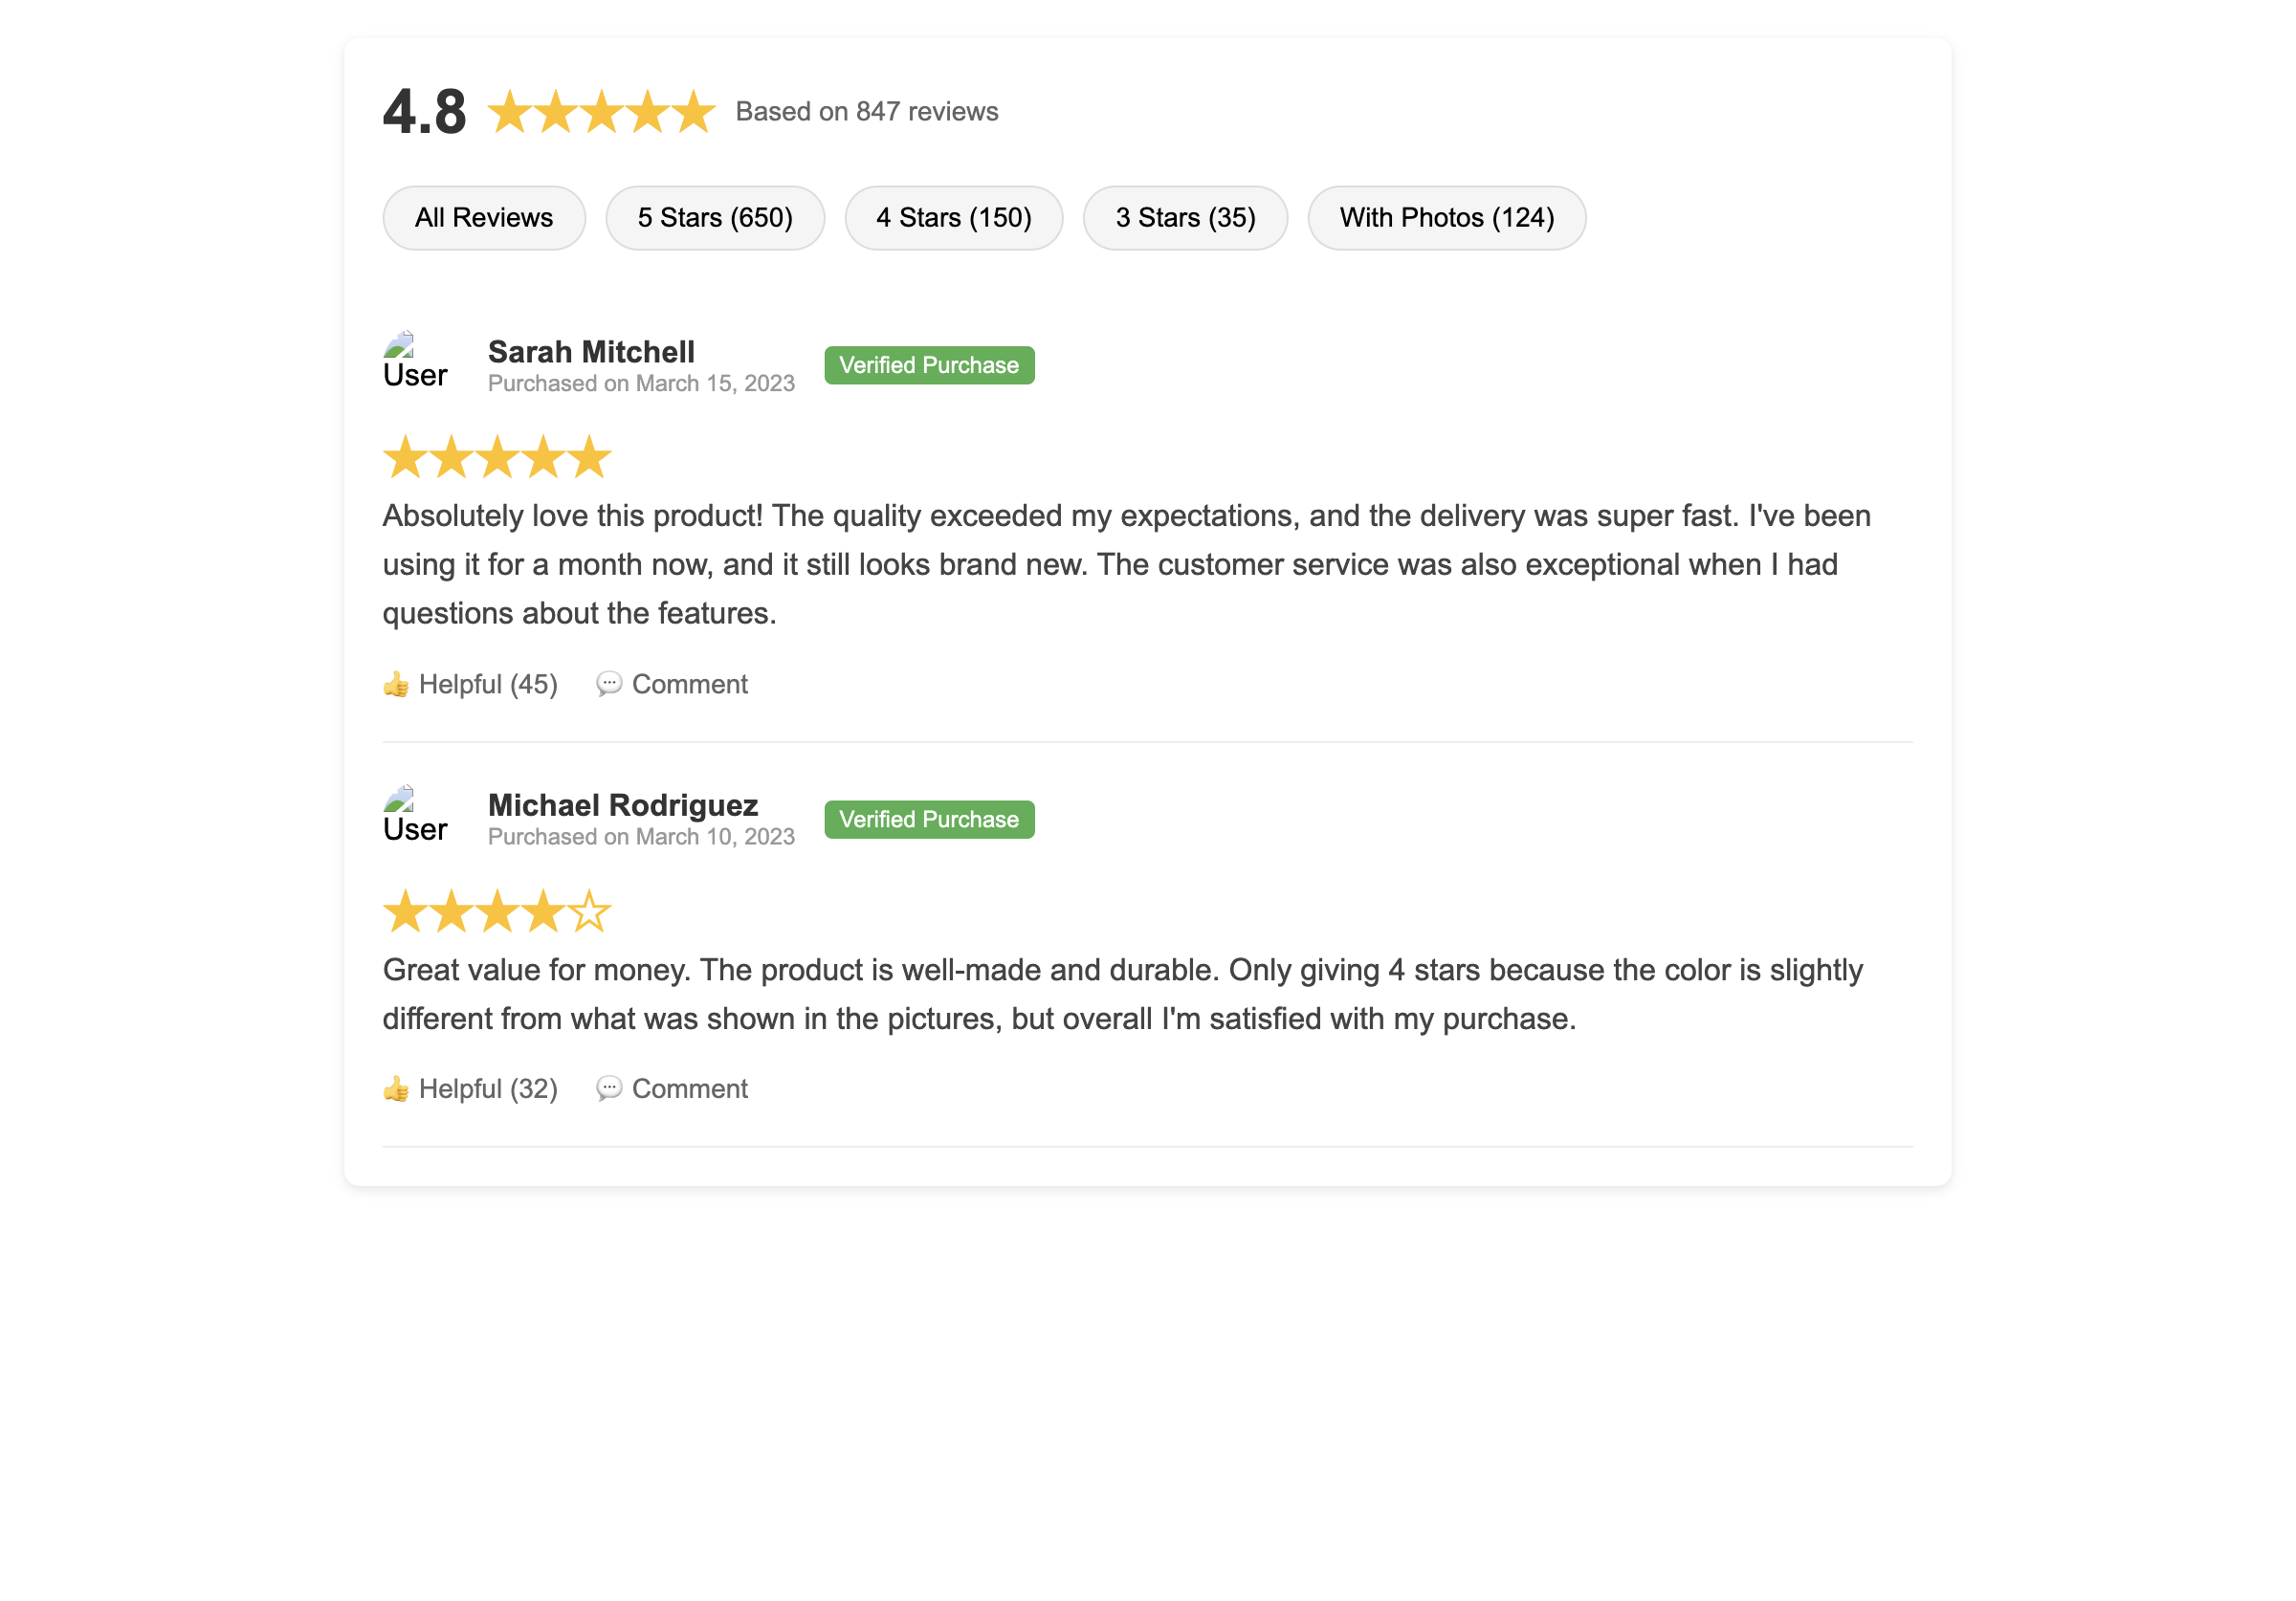 4.8 ★★★★★ Based on 847 reviews
All Reviews 5 Stars (650) 4 Stars (150) 3 Stars (35) With Photos (124)
User
Sarah Mitchell
Purchased on March 15, 2023
Verified Purchase
★★★★★
Absolutely love this product! The quality exceeded my expectations, and the delivery was super fast. I've been
using it for a month now, and it still looks brand new. The customer service was also exceptional when I had
questions about the features.
👍 Helpful (45) 💬 Comment
User
Michael Rodriguez
Purchased on March 10, 2023
Verified Purchase
★★★★☆
Great value for money. The product is well-made and durable. Only giving 4 stars because the color is slightly
different from what was shown in the pictures, but overall I'm satisfied with my purchase.
👍 Helpful (32) 💬 Comment